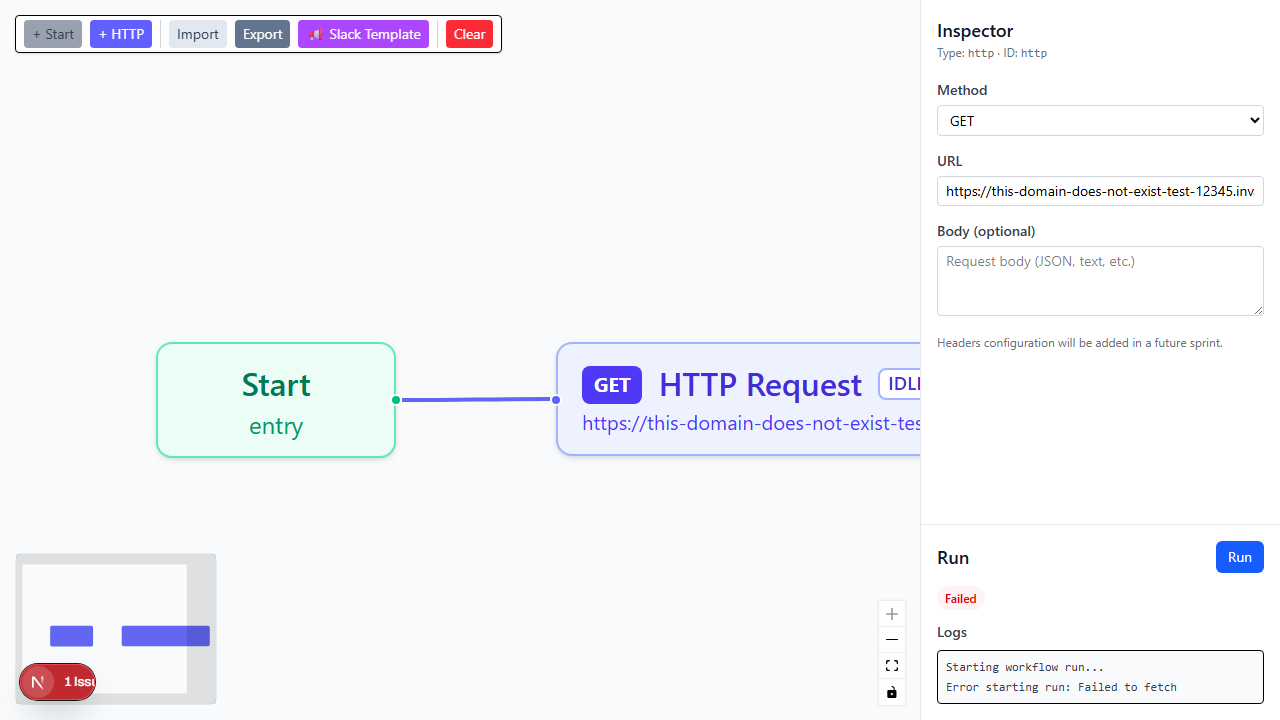 + Start
+ HTTP
Import
Export
Slack Template
Clear
Start
entry
GET
HTTP Request
https://this-domain-does-not-exist-tes
Inspector
Type: http · ID: http
Method
GET
URL
https://this-domain-does-not-exist-test-12345.inv
Body (optional)
Request body (JSON, text, etc.)
Headers configuration will be added in a future sprint.
Run
Run
Failed
Logs
Starting workflow run...
Error starting run: Failed to fetch
N
1